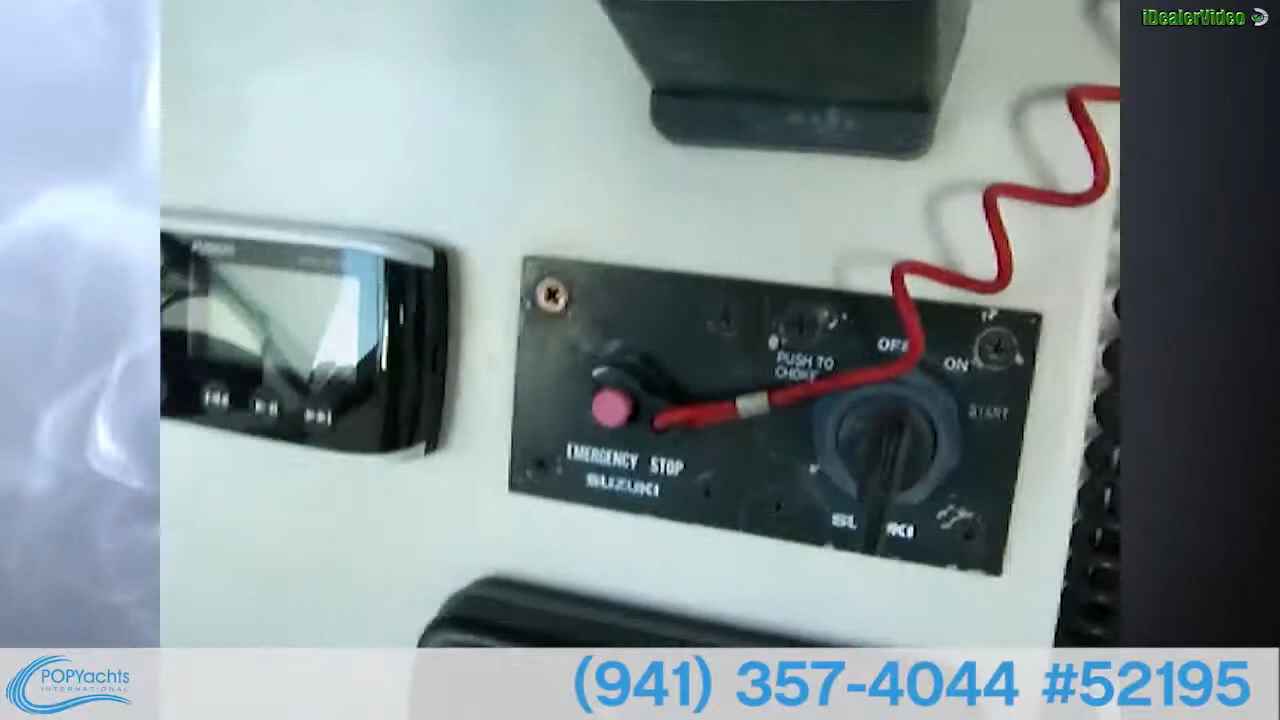 iDealerVideo
OFF
ON
PUSH TO
CHOKE
START
EMERGENCY STOP
SUZUKI
SUZUKI
POPYachts
INTERNATIONAL
(941) 357-4044 #52195